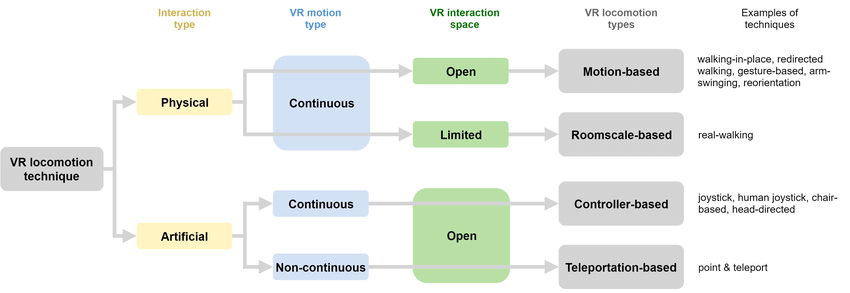 Interaction
type
VR motion
type
VR interaction
space
VR locomotion
types
Examples of
techniques
VR locomotion
technique
Physical
Continuous
Open
Motion-based
walking-in-place, redirected
walking, gesture-based, arm-
swinging, reorientation
Limited
Roomscale-based
real-walking
Artificial
Continuous
Open
Controller-based
joystick, human joystick, chair-
based, head-directed
Non-continuous
Teleportation-based
point & teleport